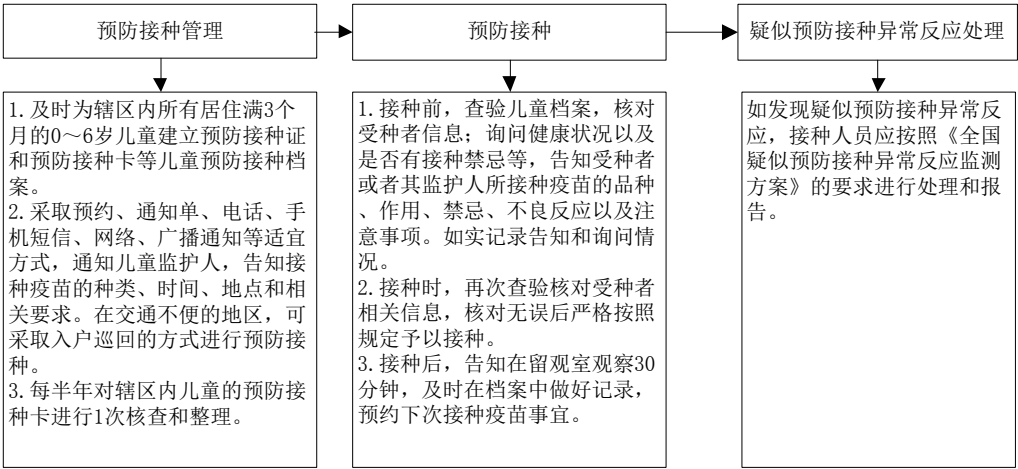 预防接种管理
预防接种
疑似预防接种异常反应处理
1.及时为辖区内所有居住满3个
月的0～6岁儿童建立预防接种证
和预防接种卡等儿童预防接种档
案。
2.采取预约、通知单、电话、手
机短信、网络、广播通知等适宜
方式，通知儿童监护人，告知接
种疫苗的种类、时间、地点和相
关要求。在交通不便的地区，可
采取入户巡回的方式进行预防接
种。
3.每半年对辖区内儿童的预防接
种卡进行1次核查和整理。
1.接种前，查验儿童档案，核对
受种者信息；询问健康状况以及
是否有接种禁忌等，告知受种者
或者其监护人所接种疫苗的品种
、作用、禁忌、不良反应以及注
意事项。如实记录告知和询问情
况。
2.接种时，再次查验核对受种者
相关信息，核对无误后严格按照
规定予以接种。
3.接种后，告知在留观室观察30
分钟，及时在档案中做好记录，
预约下次接种疫苗事宜。
如发现疑似预防接种异常反
应，接种人员应按照《全国
疑似预防接种异常反应监测
方案》的要求进行处理和报
告。